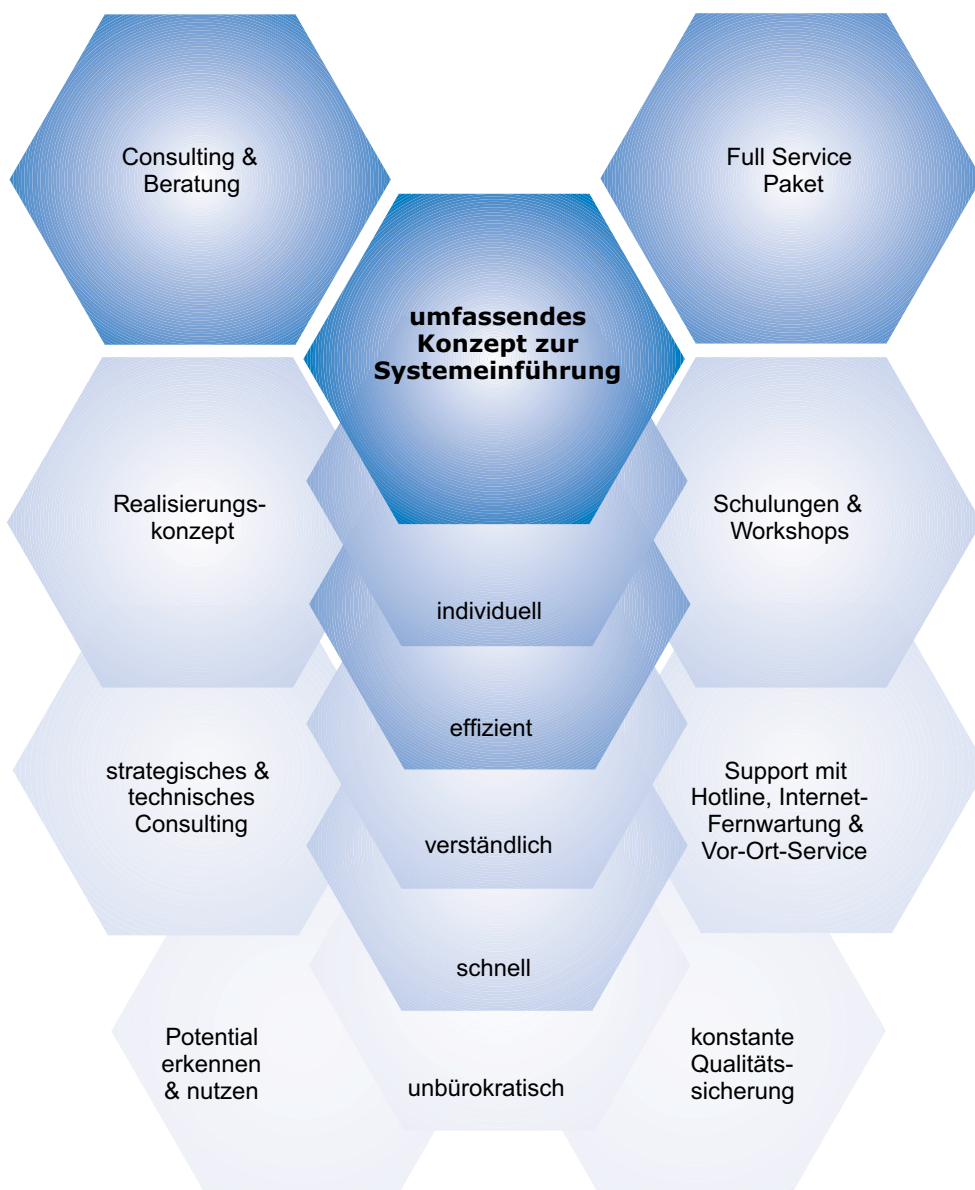 Consulting &
Beratung
Full Service
Paket
umfassendes
Konzept zur
Systemeinführung
Realisierungs-
konzept
Schulungen &
Workshops
individuell
effizient
strategisches &
technisches
Consulting
Support mit
Hotline, Internet-
Fernwartung &
Vor-Ort-Service
verständlich
schnell
Potential
erkennen
& nutzen
konstante
Qualitäts-
sicherung
unbürokratisch